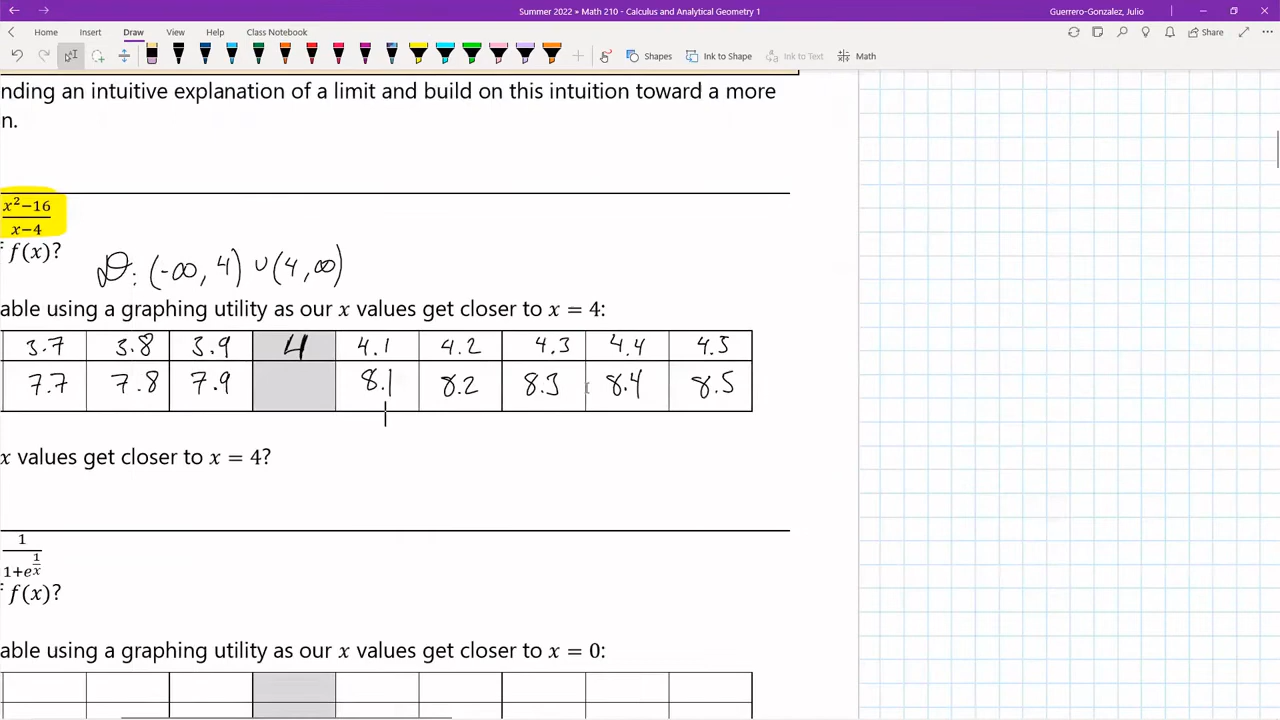 Summer 2022 » Math 210 - Calculus and Analytical Geometry 1
Guerrero-Gonzalez, Julio
Home Insert Draw View Help Class Notebook Share
Shapes Ink to Shape Ink to Text Math
nding an intuitive explanation of a limit and build on this intuition toward a more
n.
x²−16
x−4
f(x)?
D: (-∞, 4) ∪ (4, ∞)
able using a graphing utility as our x values get closer to x = 4:
3.7 3.8 3.9 4 4.1 4.2 4.3 4.4 4.5
7.7 7.8 7.9 8.1 8.2 8.3 8.4 8.5
x values get closer to x = 4?
1
1+e^(1/x)
f(x)?
able using a graphing utility as our x values get closer to x = 0: